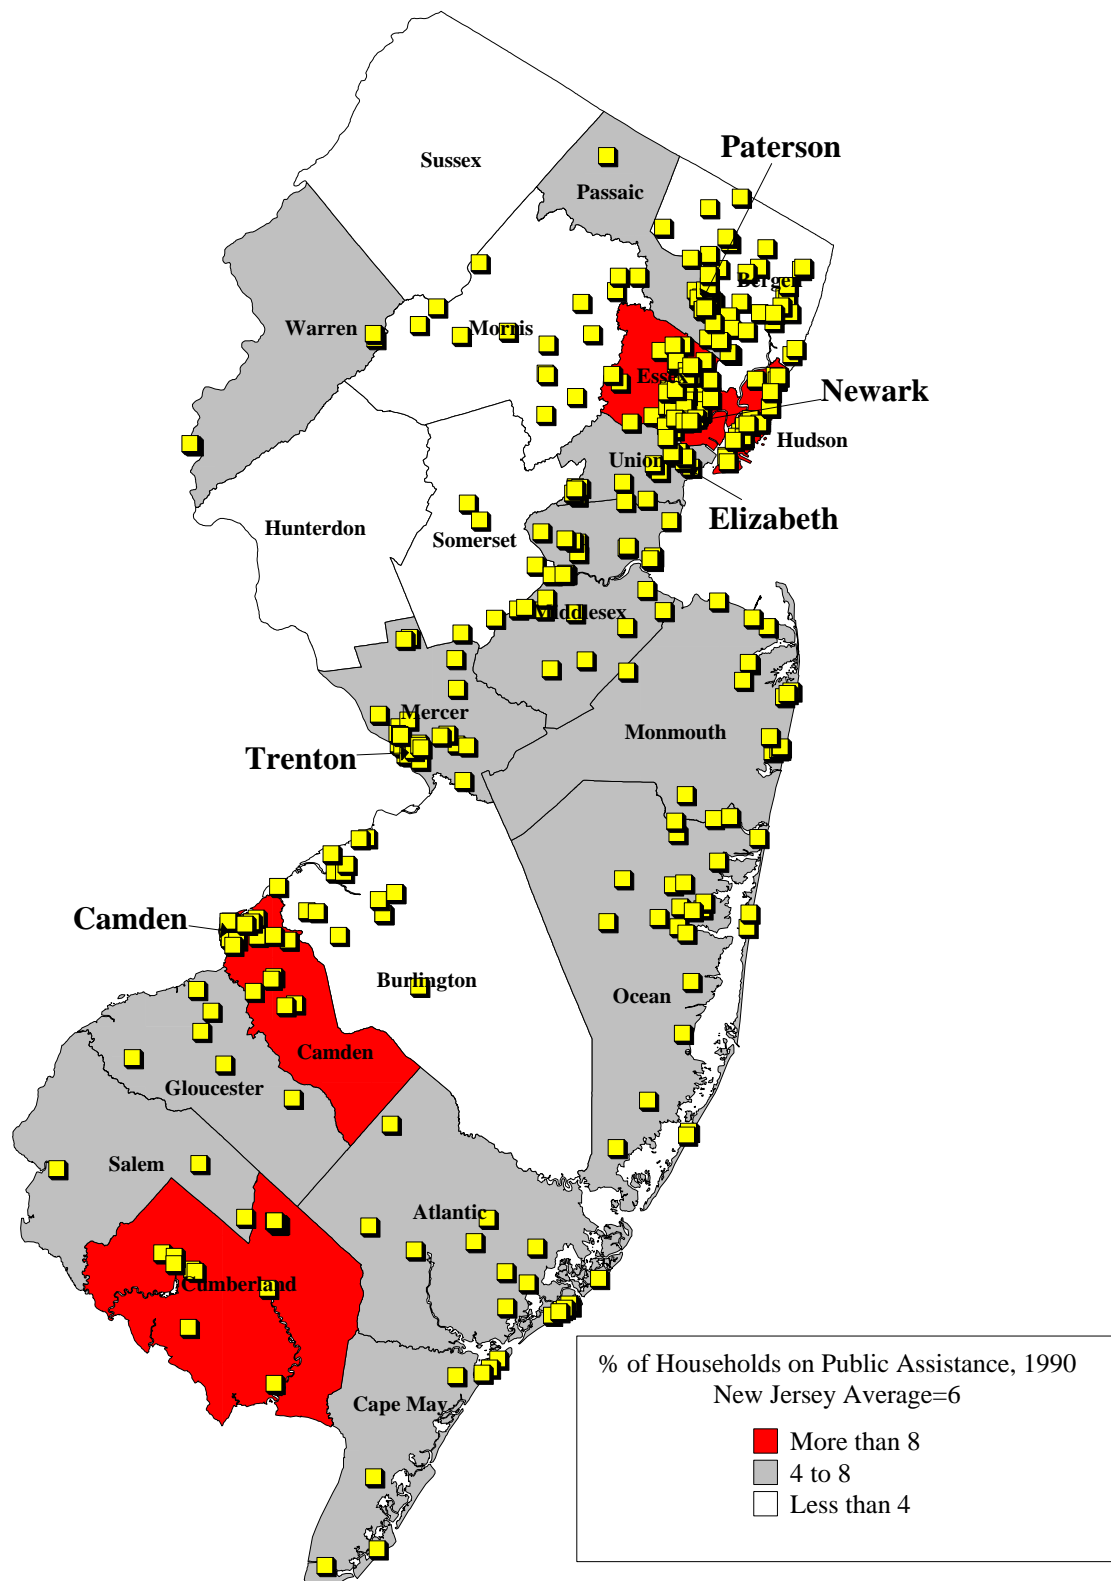 Paterson
Sussex
Passaic
Bergen
Warren
Morris
Essex
Newark
Hudson
Union
Elizabeth
Hunterdon
Somerset
Middlesex
Mercer
Monmouth
Trenton
Camden
Burlington
Ocean
Camden
Gloucester
Salem
Atlantic
Cumberland
Cape May
% of Households on Public Assistance, 1990
New Jersey Average=6
More than 8
4 to 8
Less than 4